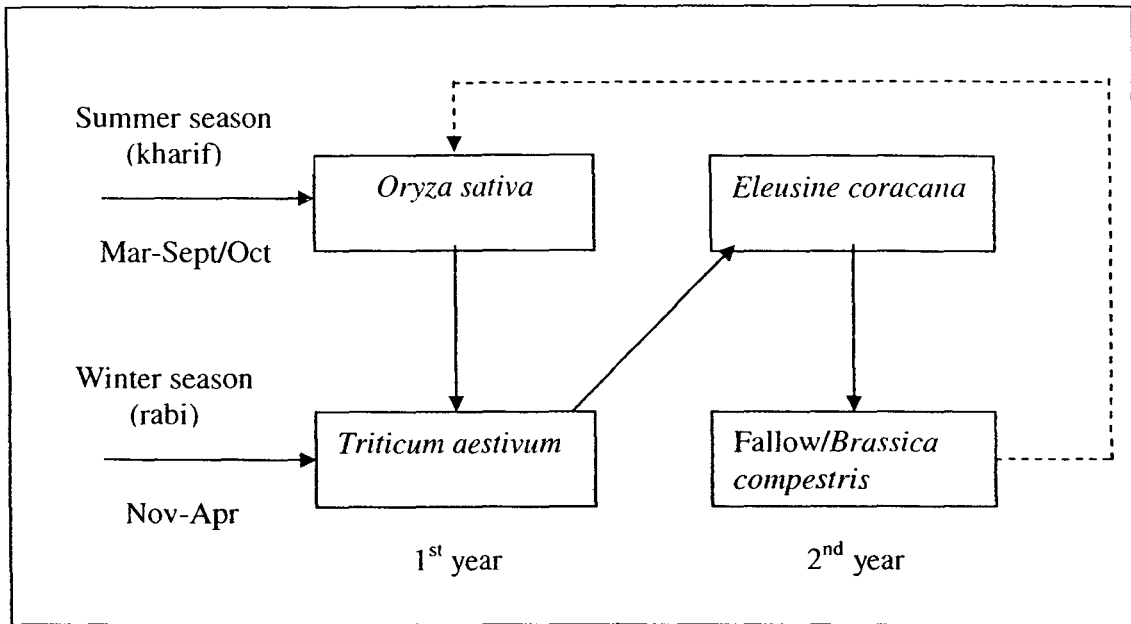 Summer season
(kharif)
Mar-Sept/Oct
Oryza sativa
Eleusine coracana
Winter season
(rabi)
Nov-Apr
Triticum aestivum
Fallow/Brassica
compestris
1st year
2nd year